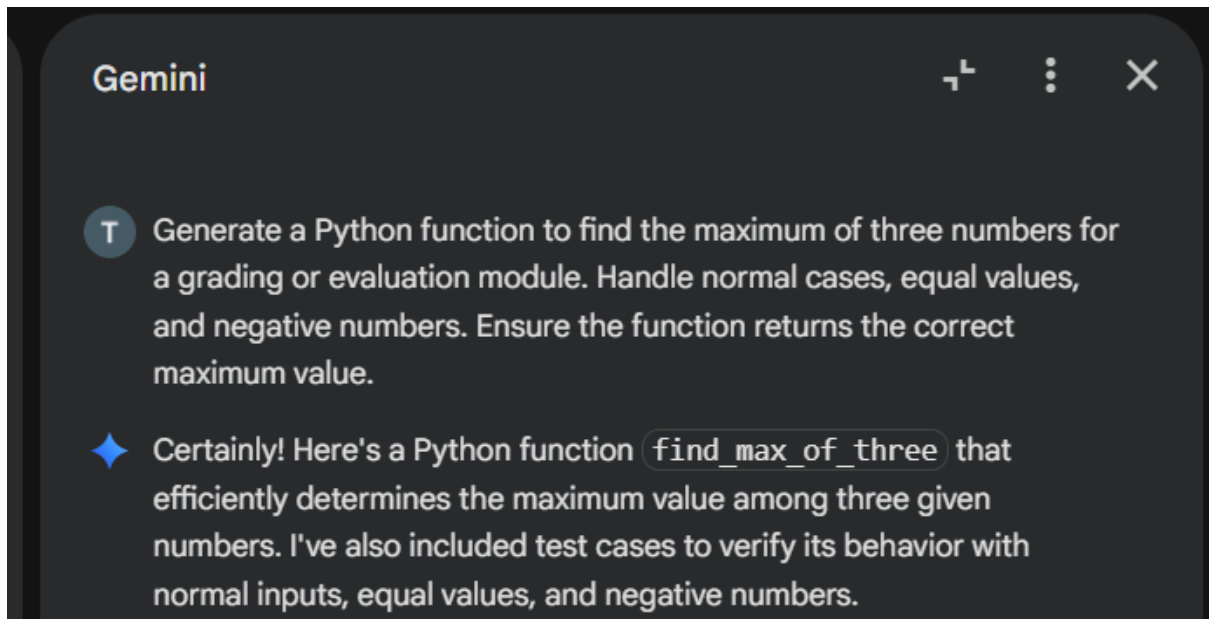 Gemini
T
Generate a Python function to find the maximum of three numbers for
a grading or evaluation module. Handle normal cases, equal values,
and negative numbers. Ensure the function returns the correct
maximum value.
Certainly! Here's a Python function find_max_of_three that
efficiently determines the maximum value among three given
numbers. I've also included test cases to verify its behavior with
normal inputs, equal values, and negative numbers.